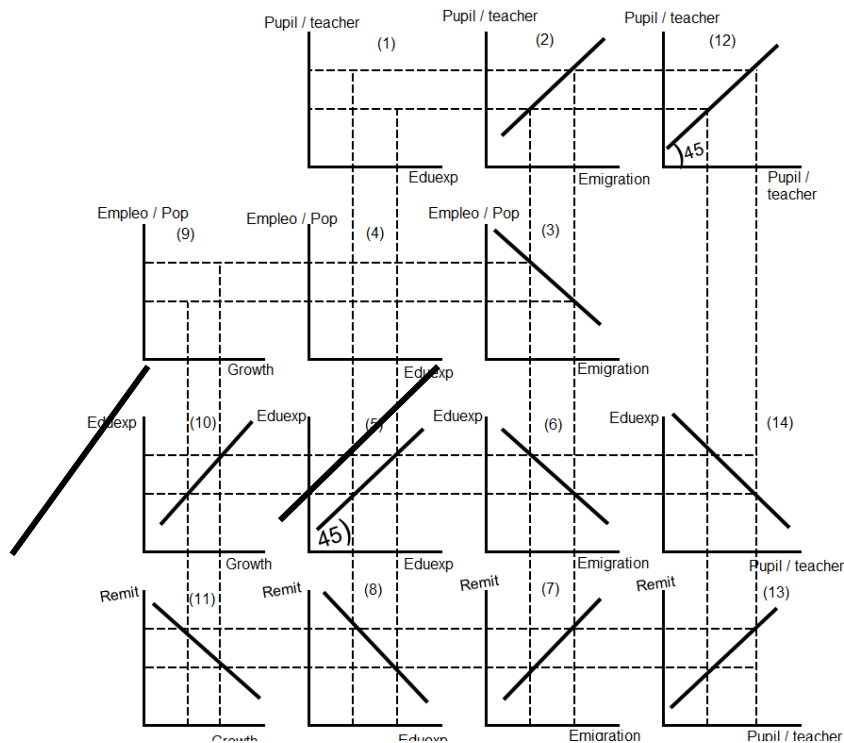 Pupil / teacher
(1)
Pupil / teacher
(2)
Pupil / teacher
(12)
45
Eduexp
Emigration
Pupil /
teacher
Empleo / Pop
(9)
Empleo / Pop
(4)
Empleo / Pop
(3)
Growth
Eduexp
Emigration
Eduexp
(10)
Eduexp
(5)
Eduexp
(6)
Eduexp
(14)
45)
Growth
Eduexp
Emigration
Pupil / teacher
Remit
(11)
Remit
(8)
Remit
(7)
Remit
(13)
Growth
Eduexp
Emigration
Pupil / teacher